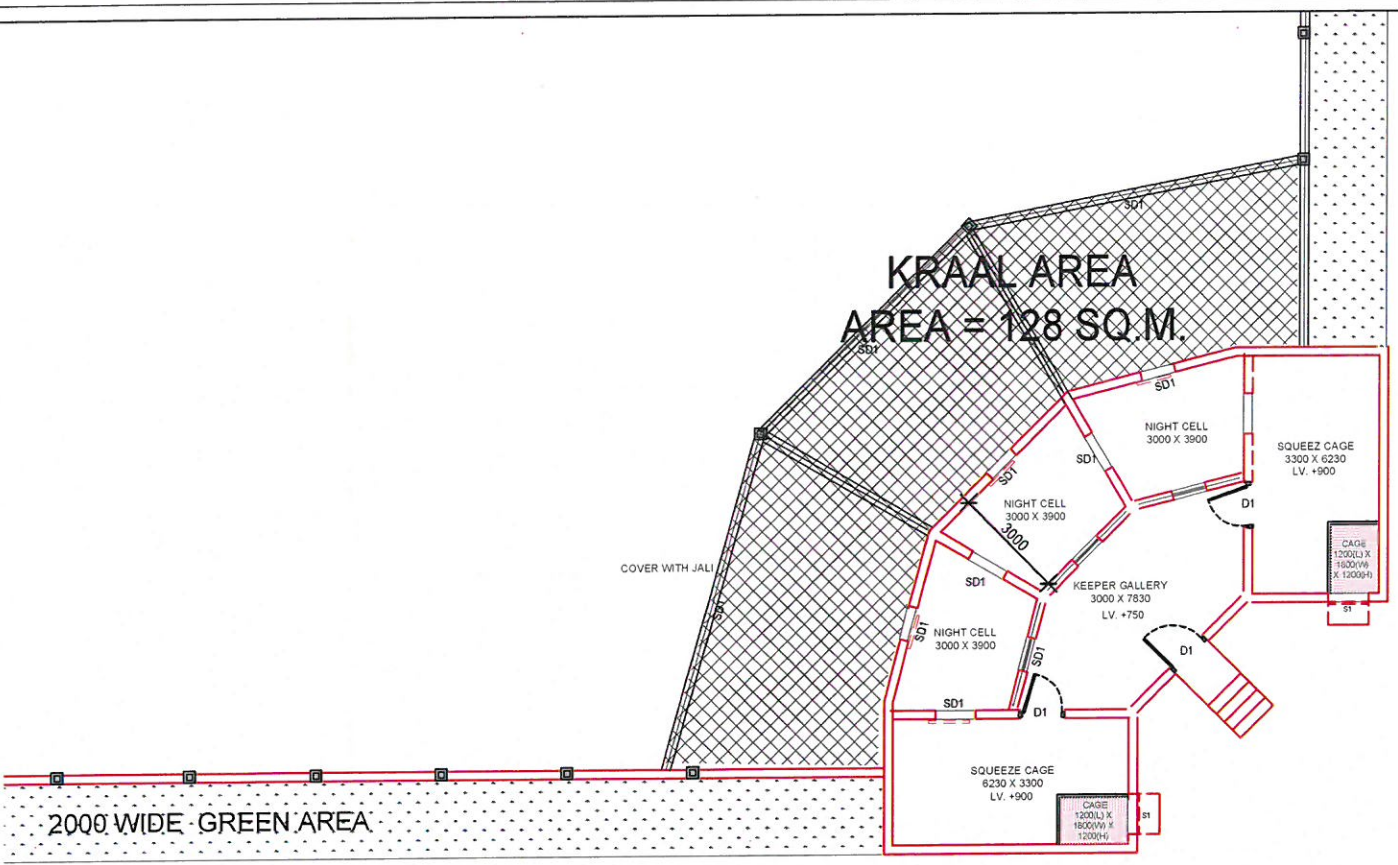 SD1
KRAAL AREA
AREA = 128 SQ.M.
SD1
SD1
NIGHT CELL
3000 X 3900
SQUEEZ CAGE
3300 X 6230
LV. +900
SD1
SD1
NIGHT CELL
3000 X 3900
3000
D1
CAGE
1200(L) X
1800(W)
X 1200(H)
S1
COVER WITH JALI
SD1
SD1
KEEPER GALLERY
3000 X 7830
LV. +750
SD1
NIGHT CELL
3000 X 3900
SD1
D1
SD1
D1
SQUEEZE CAGE
6230 X 3300
LV. +900
CAGE
1200(L) X
1800(W) X
1200(H)
S1
2000 WIDE GREEN AREA